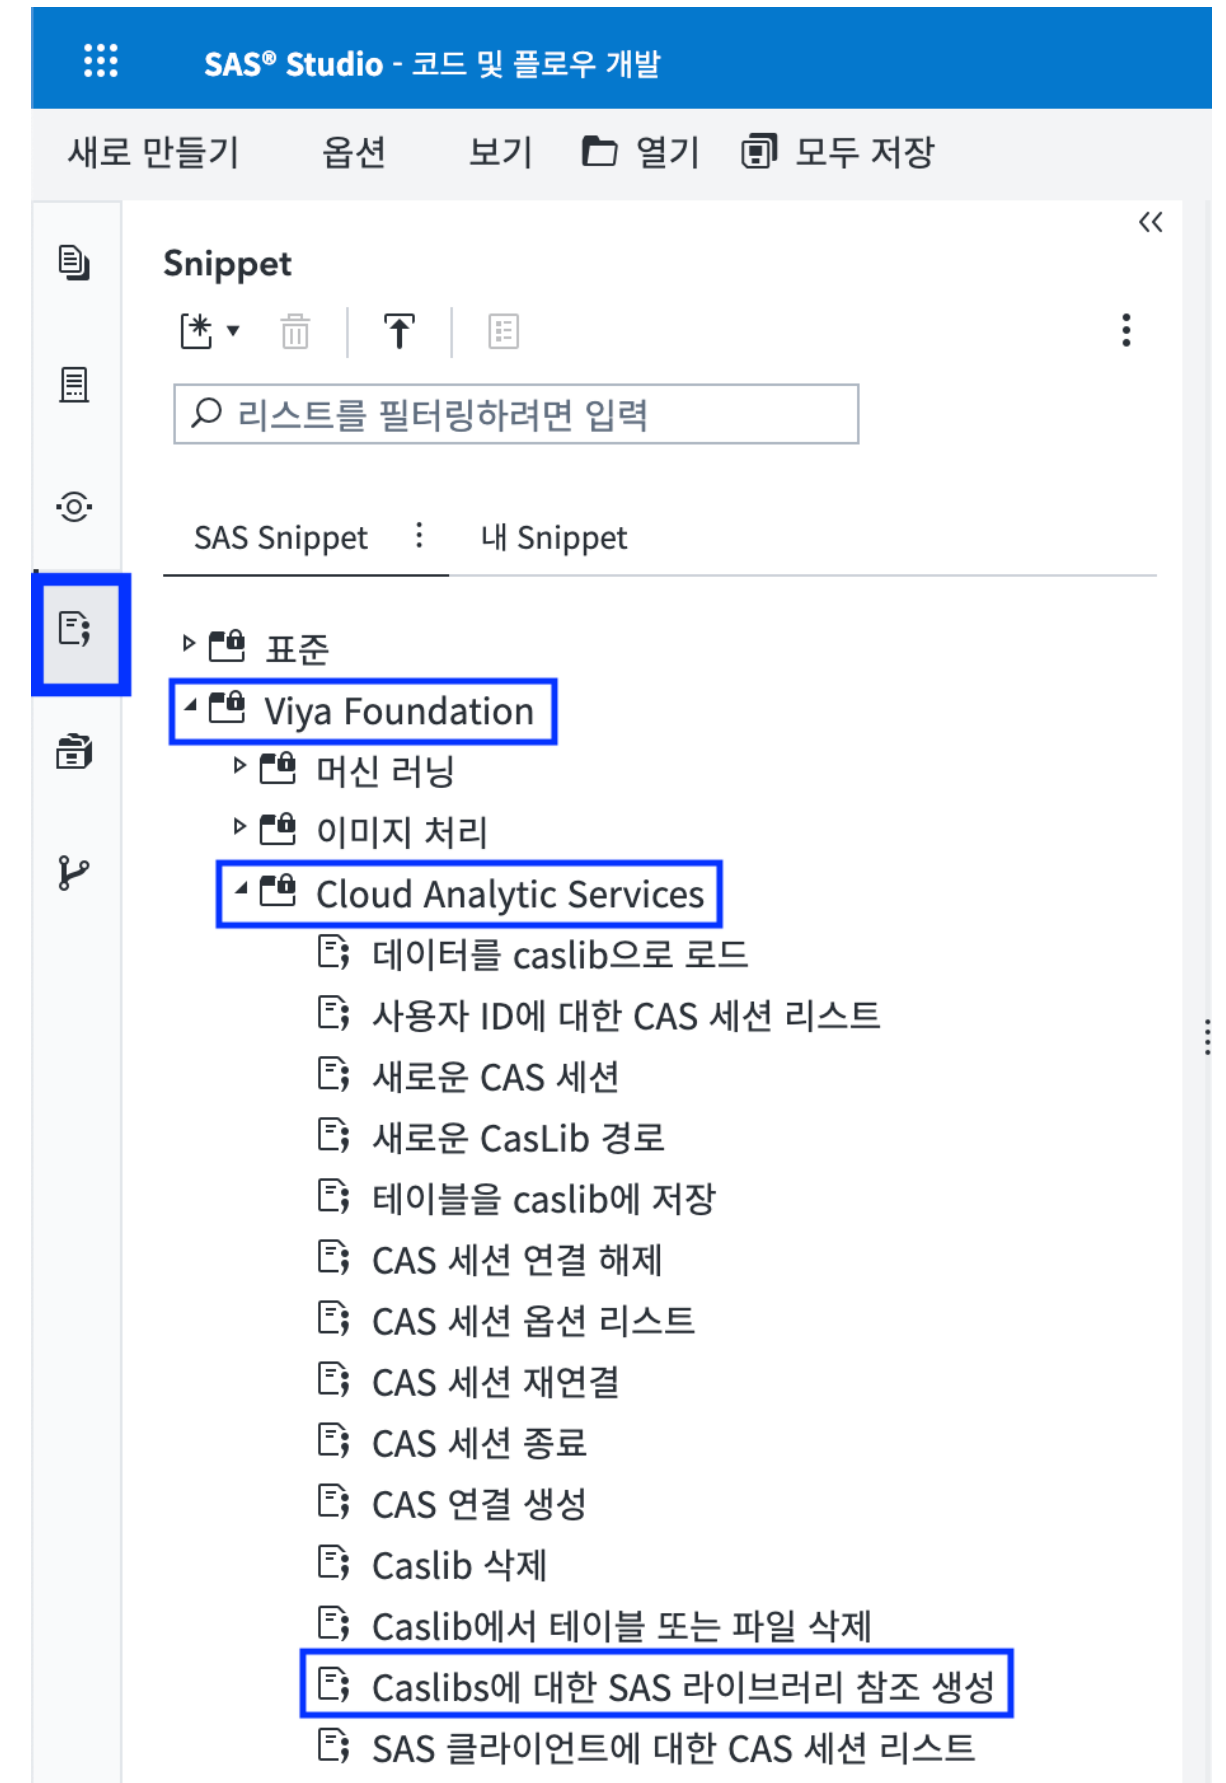 SAS® Studio - 코드 및 플로우 개발
새로 만들기 옵션 보기 열기 모두 저장
Snippet
리스트를 필터링하려면 입력
SAS Snippet 내 Snippet
표준
Viya Foundation
머신 러닝
이미지 처리
Cloud Analytic Services
데이터를 caslib으로 로드
사용자 ID에 대한 CAS 세션 리스트
새로운 CAS 세션
새로운 CasLib 경로
테이블을 caslib에 저장
CAS 세션 연결 해제
CAS 세션 옵션 리스트
CAS 세션 재연결
CAS 세션 종료
CAS 연결 생성
Caslib 삭제
Caslib에서 테이블 또는 파일 삭제
Caslibs에 대한 SAS 라이브러리 참조 생성
SAS 클라이언트에 대한 CAS 세션 리스트